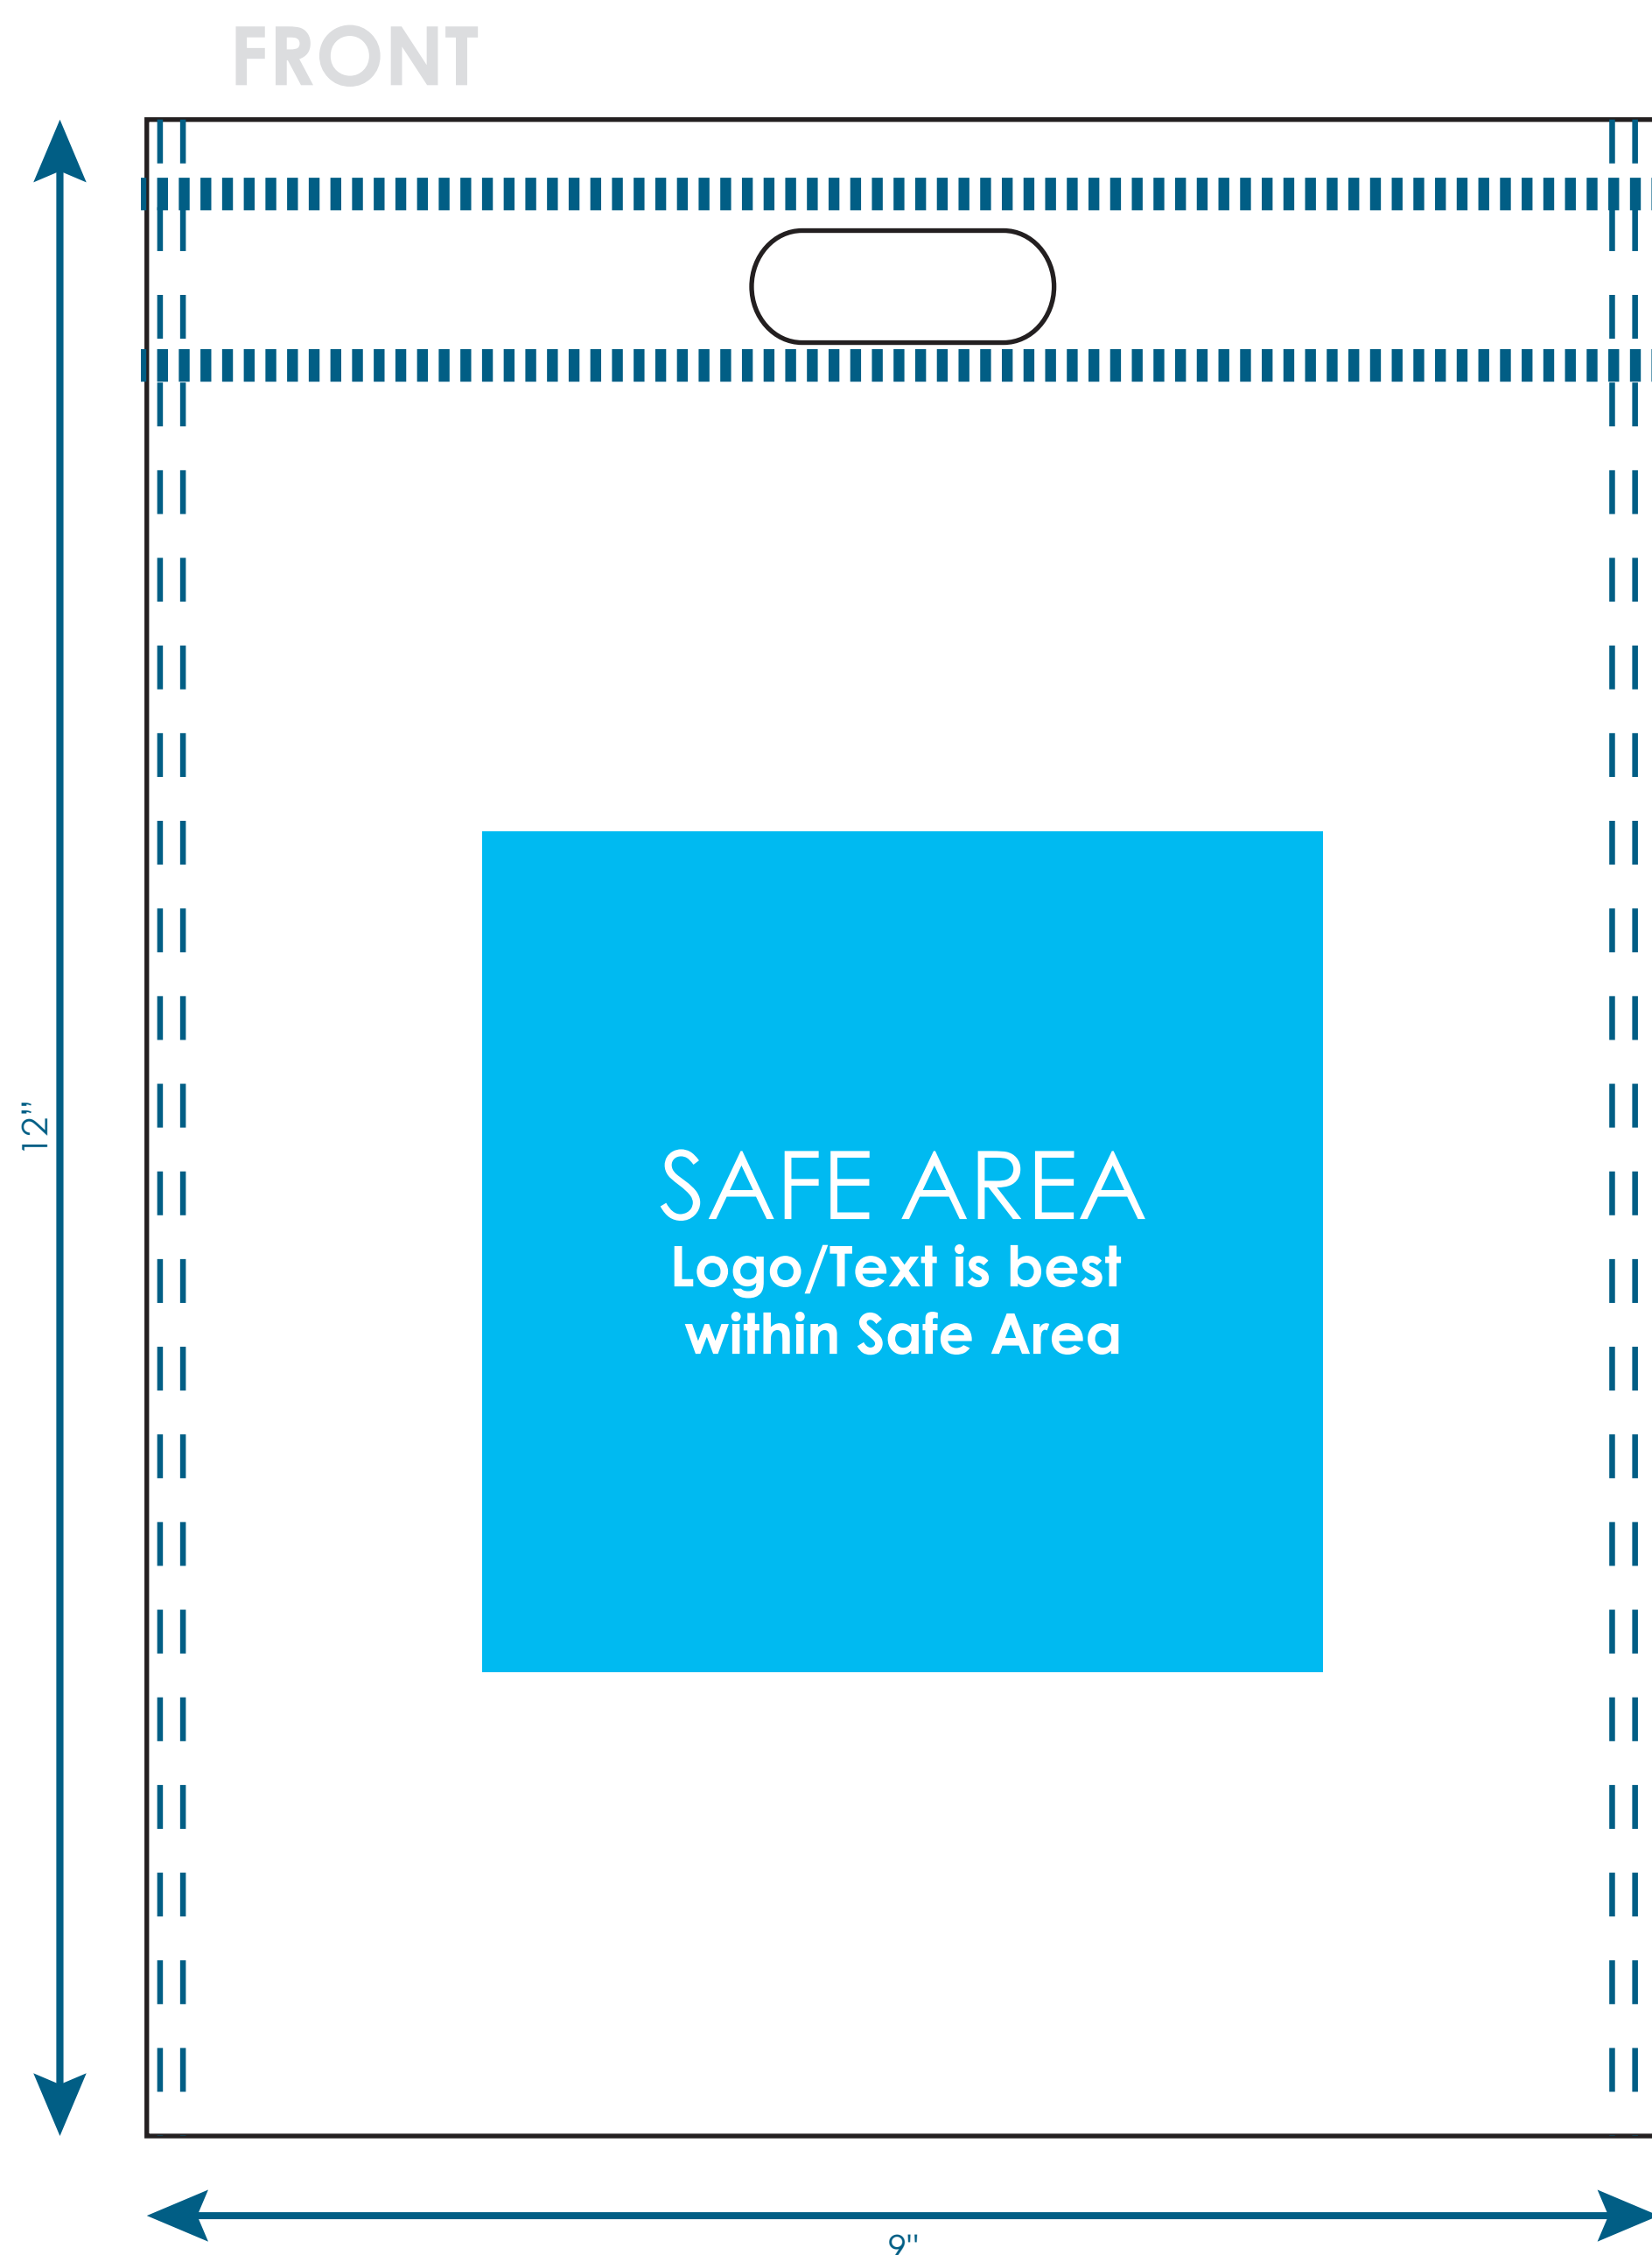 FRONT
12”
SAFE AREA
Logo/Text is best
within Safe Area
9"